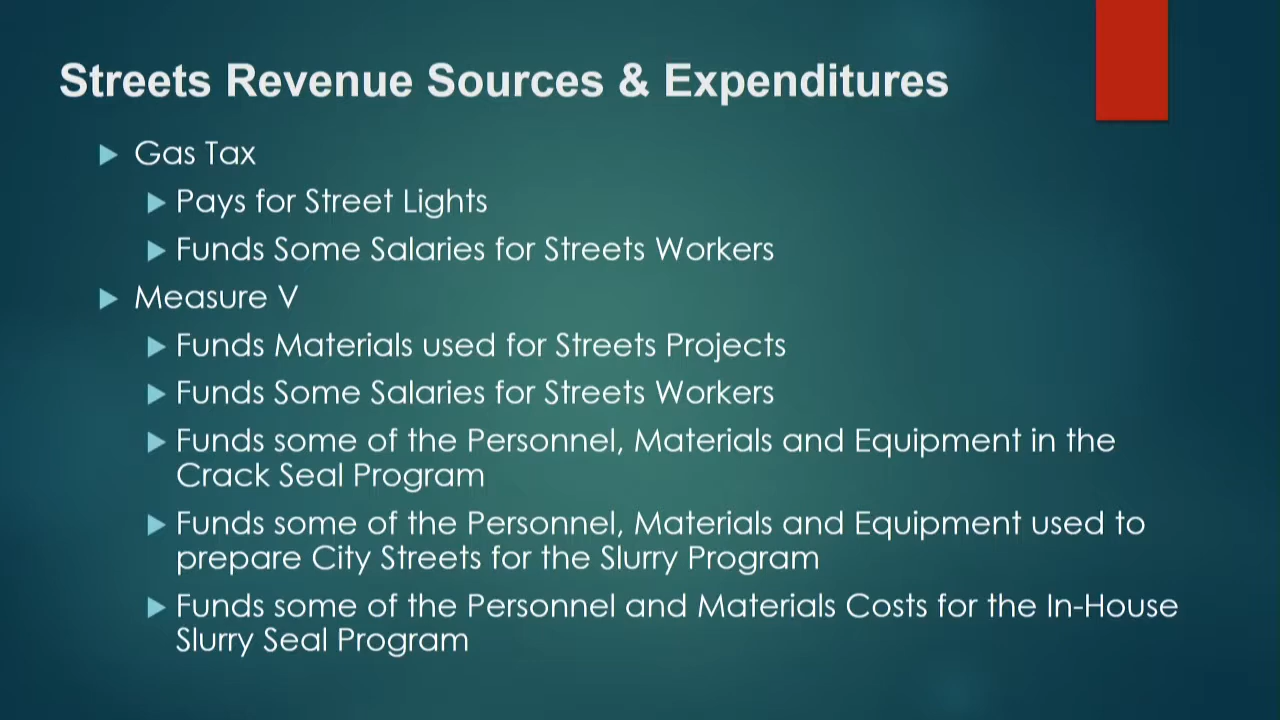 Streets Revenue Sources & Expenditures
Gas Tax
Pays for Street Lights
Funds Some Salaries for Streets Workers
Measure V
Funds Materials used for Streets Projects
Funds Some Salaries for Streets Workers
Funds some of the Personnel, Materials and Equipment in the
Crack Seal Program
Funds some of the Personnel, Materials and Equipment used to
prepare City Streets for the Slurry Program
Funds some of the Personnel and Materials Costs for the In-House
Slurry Seal Program